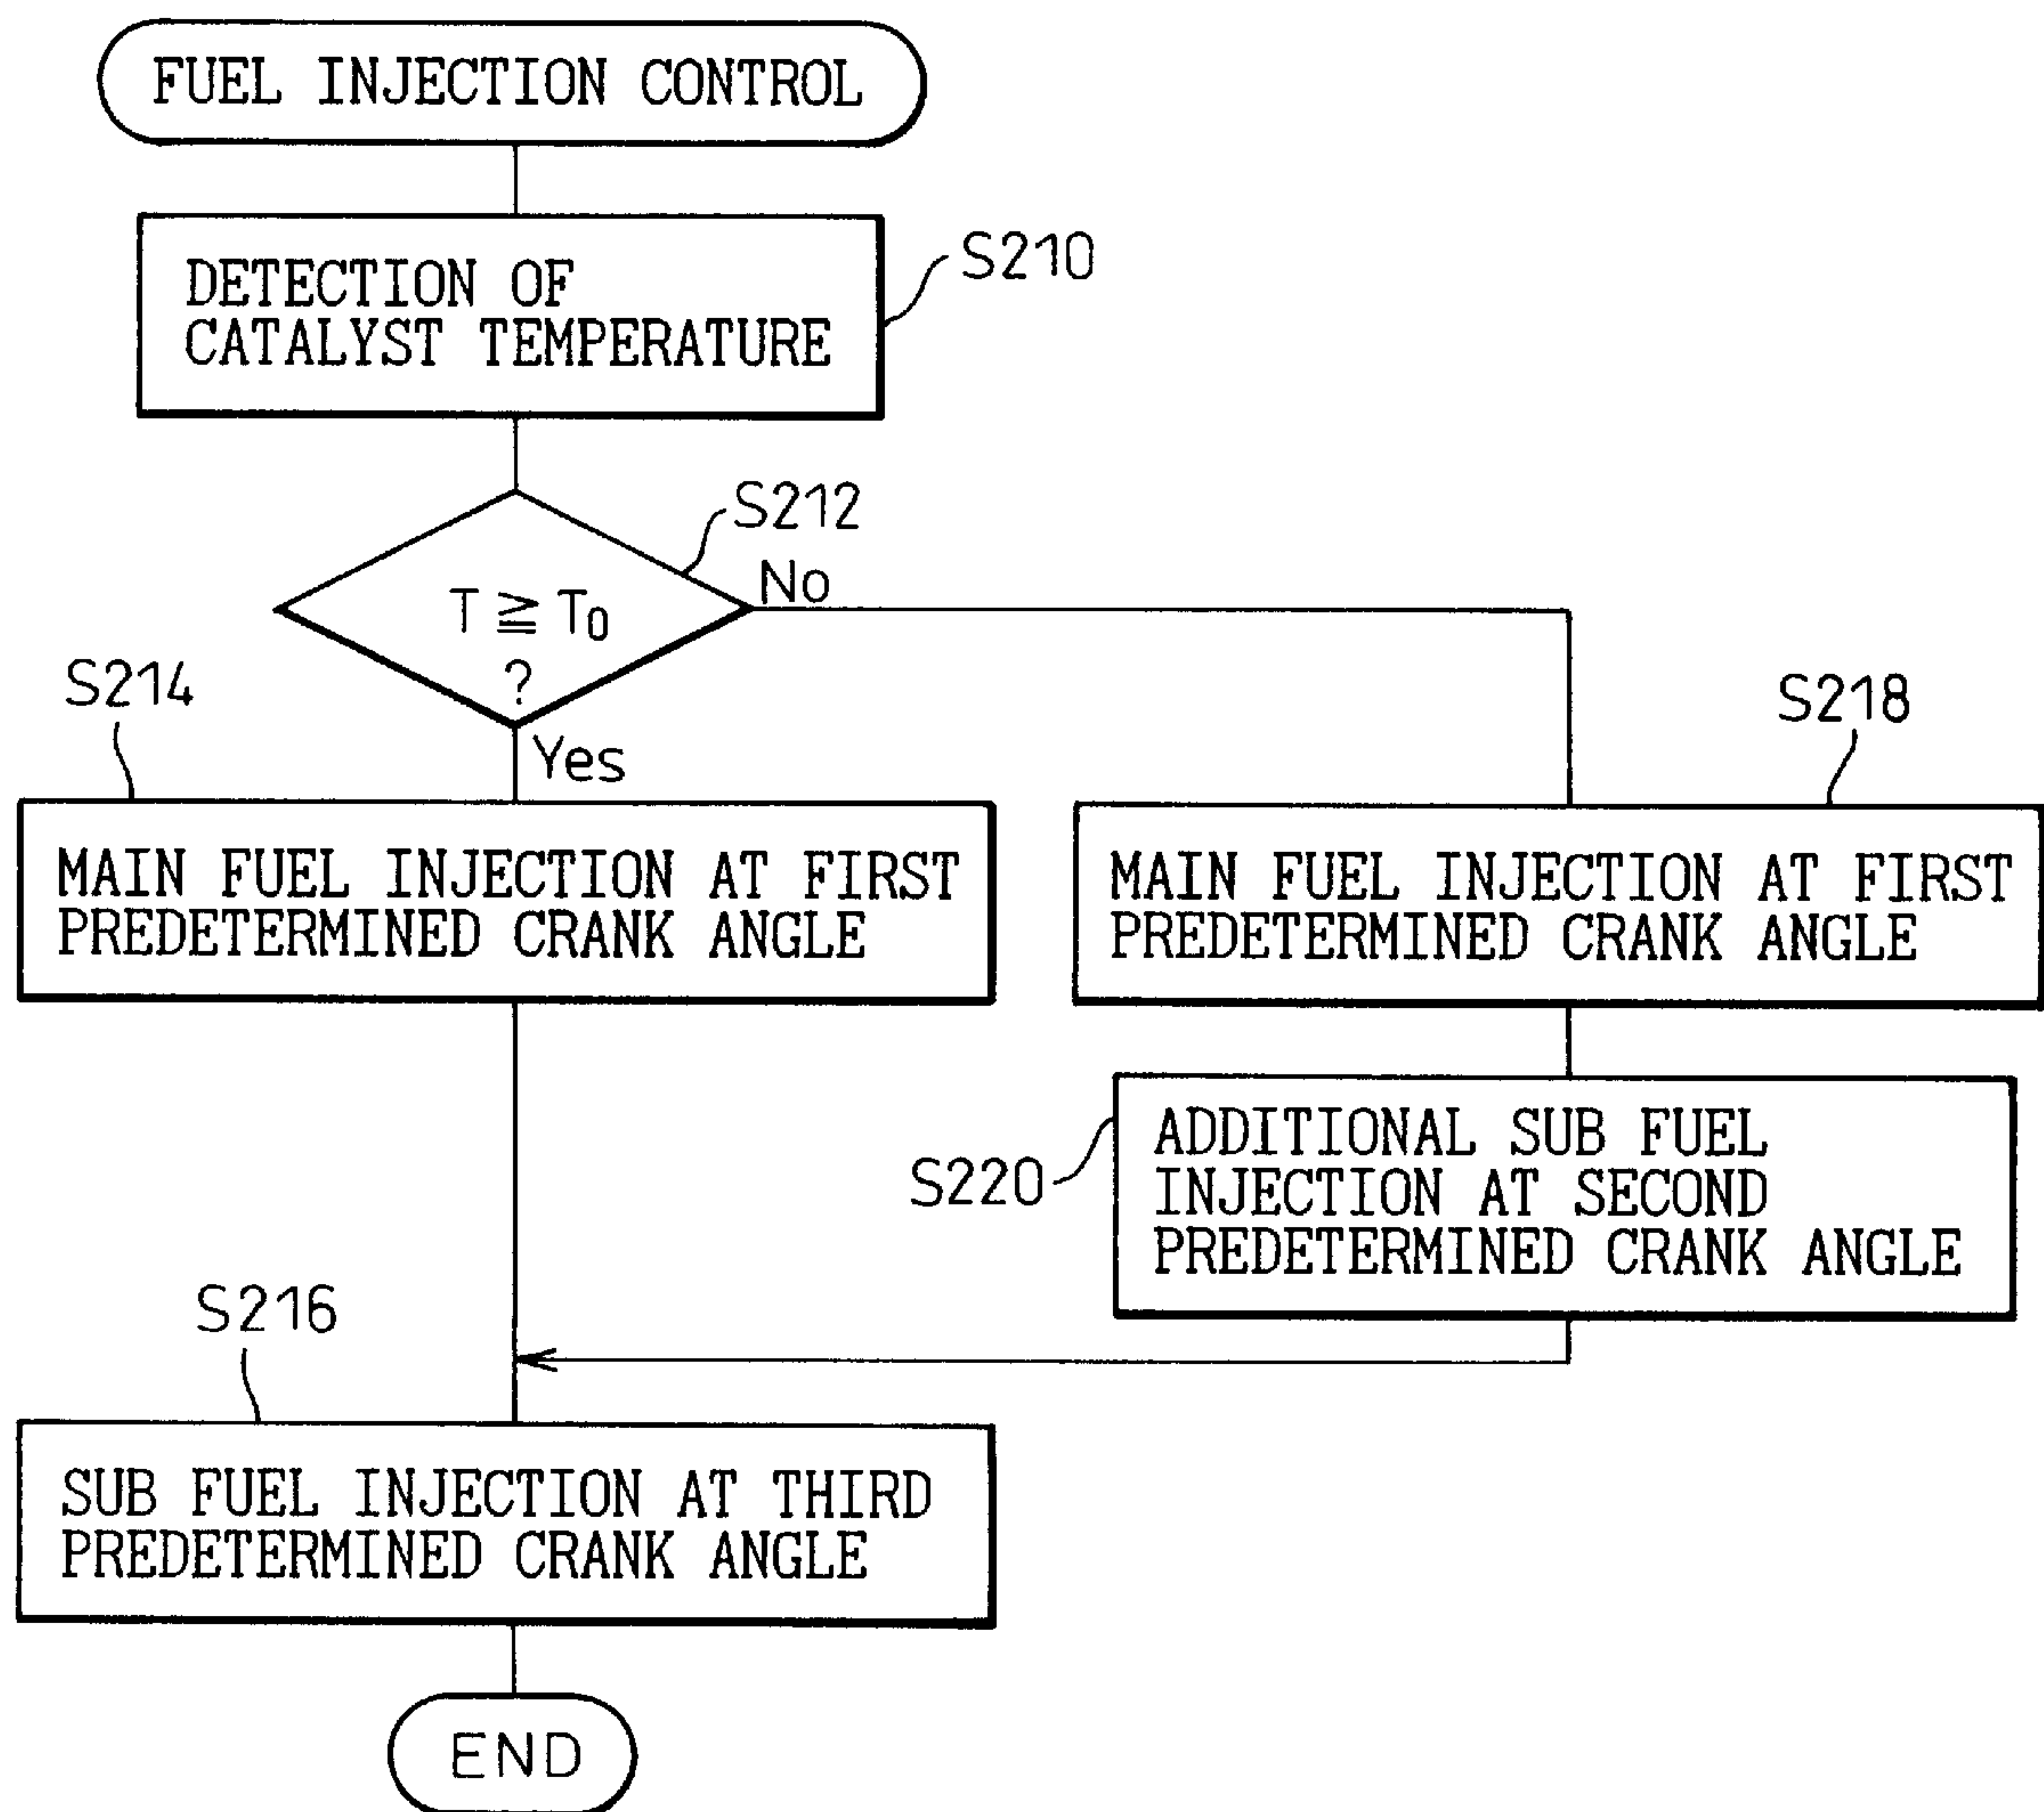 FUEL INJECTION CONTROL
DETECTION OF
CATALYST TEMPERATURE
S210
S212
T ≧ T0
?
No
Yes
S214
MAIN FUEL INJECTION AT FIRST
PREDETERMINED CRANK ANGLE
S218
MAIN FUEL INJECTION AT FIRST
PREDETERMINED CRANK ANGLE
S220
ADDITIONAL SUB FUEL
INJECTION AT SECOND
PREDETERMINED CRANK ANGLE
S216
SUB FUEL INJECTION AT THIRD
PREDETERMINED CRANK ANGLE
END